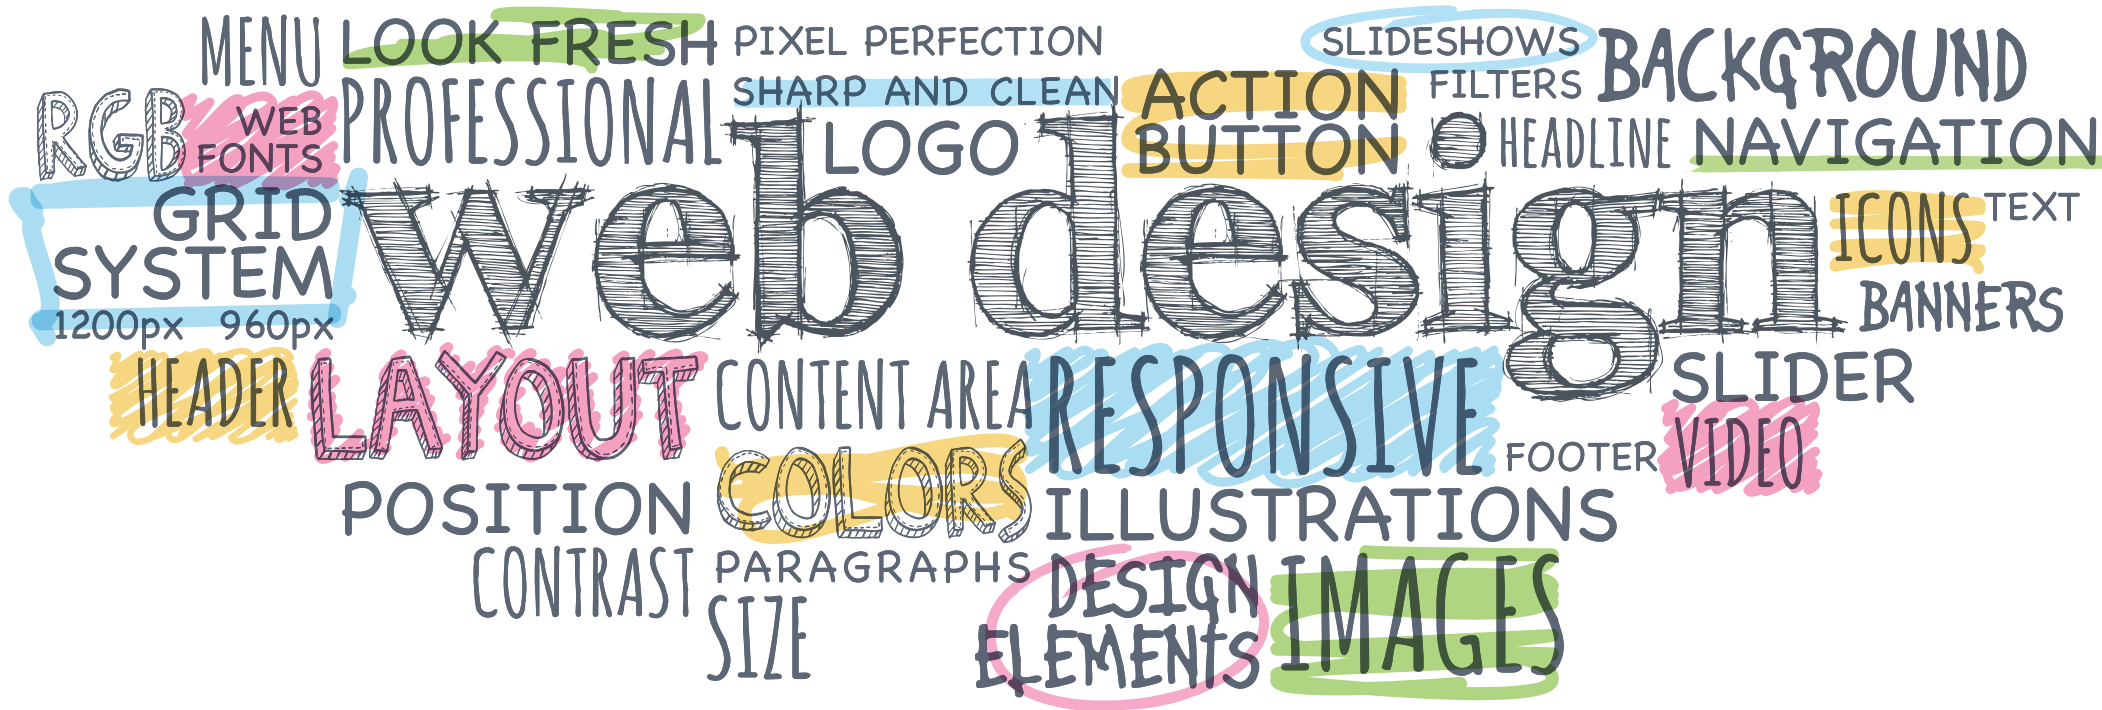 MENU
LOOK FRESH
PIXEL PERFECTION
SLIDESHOWS
BACKGROUND
RGB
WEB
FONTS
PROFESSIONAL
SHARP AND CLEAN
LOGO
ACTION
BUTTON
FILTERS
HEADLINE
NAVIGATION
GRID
SYSTEM
1200px 960px
web design
ICONS
TEXT
BANNERS
HEADER
LAYOUT
CONTENT AREA
RESPONSIVE
SLIDER
FOOTER
VIDEO
COLORS
POSITION
ILLUSTRATIONS
CONTRAST
PARAGRAPHS
SIZE
DESIGN
ELEMENTS
IMAGES